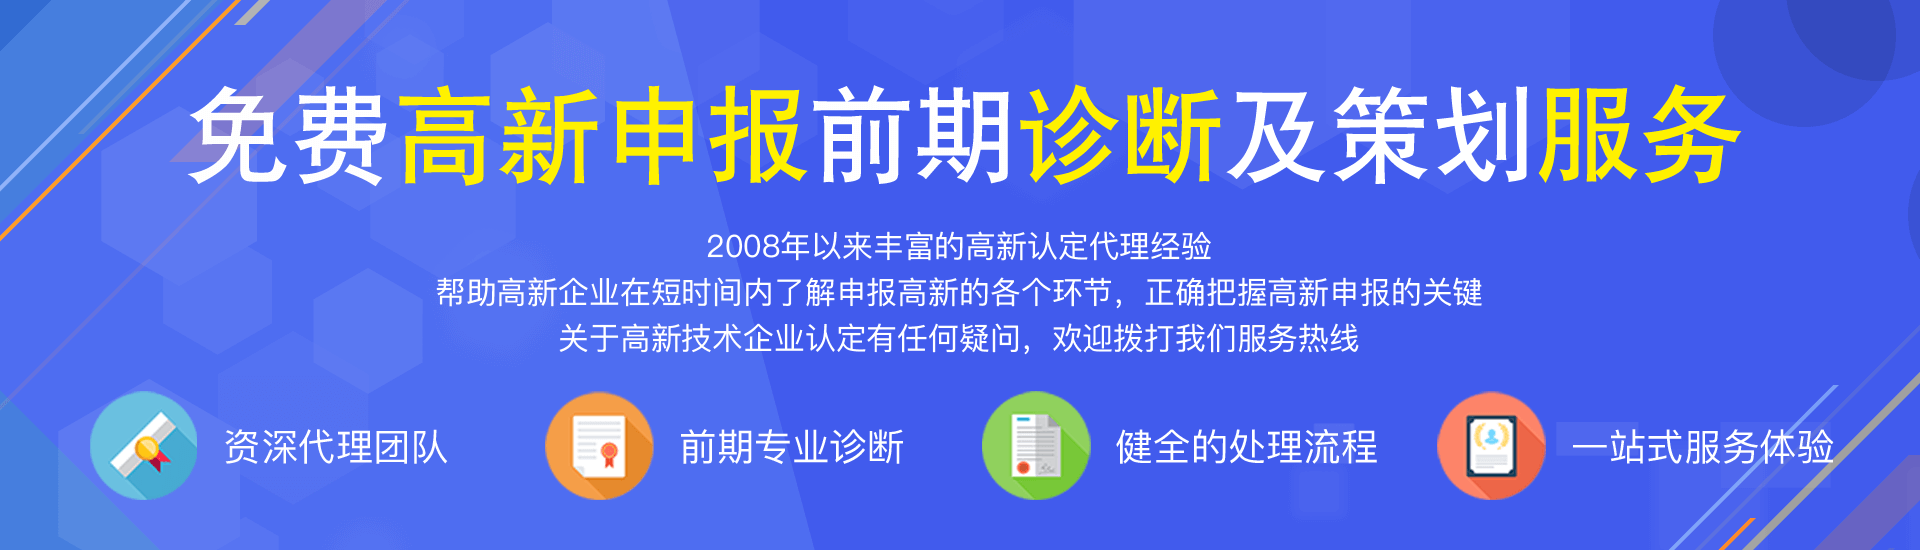 免费高新申报前期诊断及策划服务
2008年以来丰富的高新认定代理经验
帮助高新企业在短时间内了解申报高新的各个环节，正确把握高新申报的关键
关于高新技术企业认定有任何疑问，欢迎拨打我们服务热线
资深代理团队
前期专业诊断
健全的处理流程
一站式服务体验